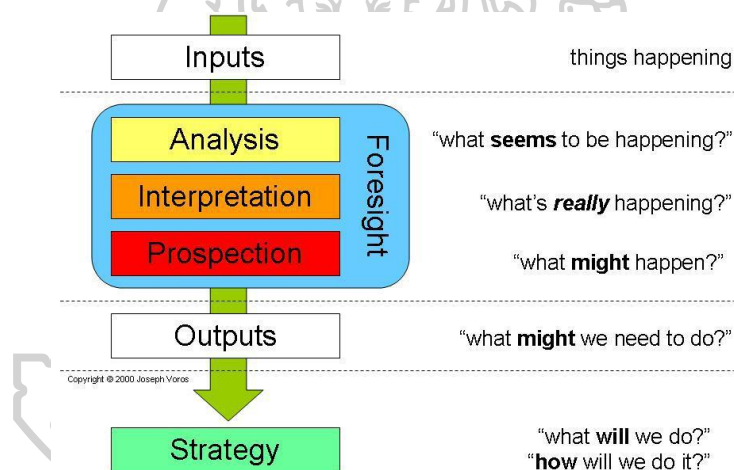 Inputs
things happening
Analysis
“what seems to be happening?”
Interpretation
“what’s really happening?”
Prospection
“what might happen?”
Foresight
Outputs
“what might we need to do?”
Copyright © 2000 Joseph Voros
Strategy
“what will we do?”
“how will we do it?”